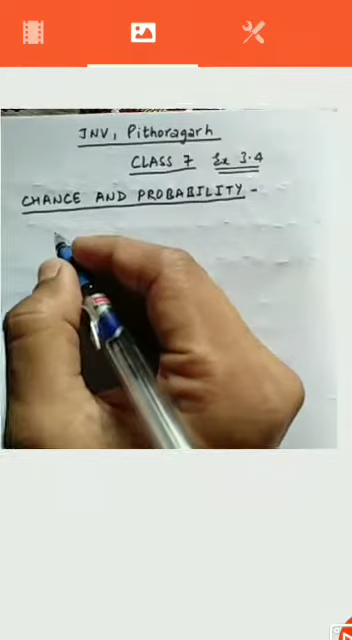 JNV, Pithoragarh
CLASS 7 Ex 3.4
CHANCE AND PROBABILITY -